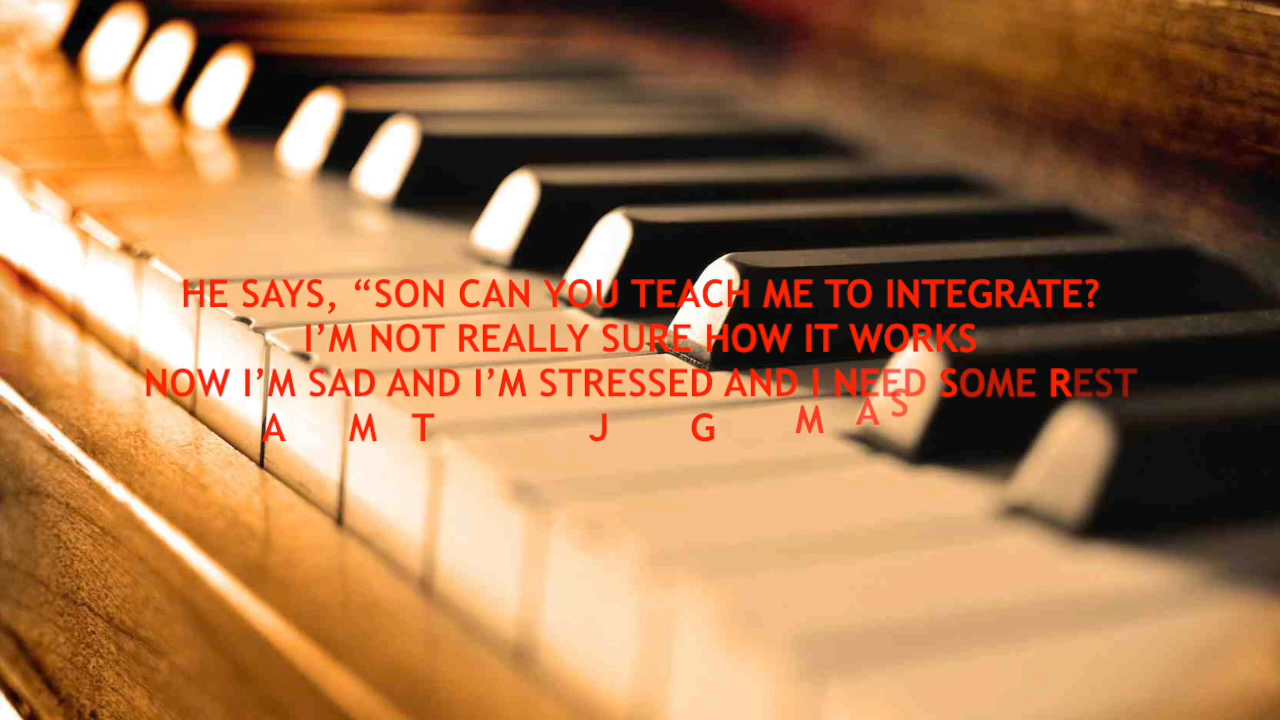 HE SAYS, “SON CAN YOU TEACH ME TO INTEGRATE?
I’M NOT REALLY SURE HOW IT WORKS
NOW I’M SAD AND I’M STRESSED AND I NEED SOME REST
A M T J G M A S